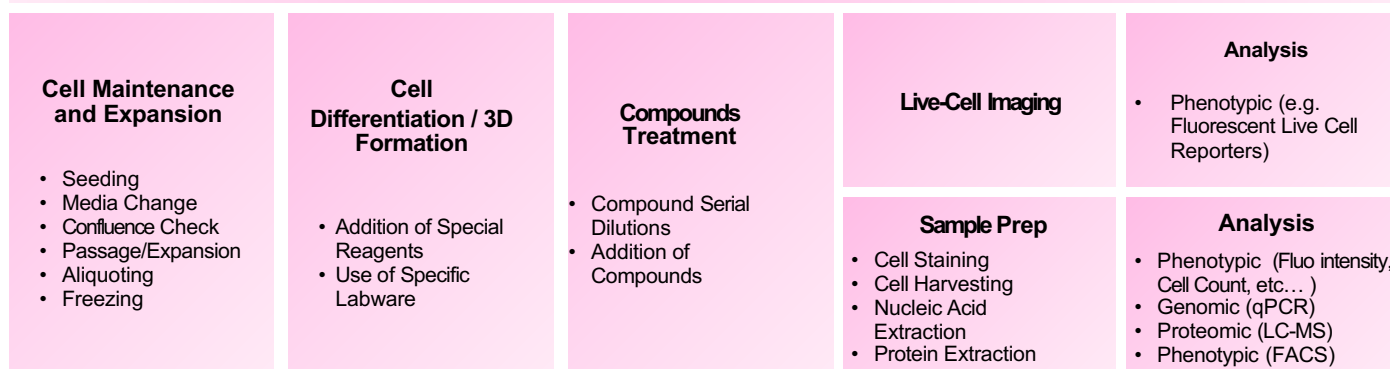 Cell Maintenance
and Expansion
• Seeding
• Media Change
• Confluence Check
• Passage/Expansion
• Aliquoting
• Freezing
Cell
Differentiation / 3D
Formation
• Addition of Special
Reagents
• Use of Specific
Labware
Compounds
Treatment
• Compound Serial
Dilutions
• Addition of
Compounds
Live-Cell Imaging
Analysis
• Phenotypic (e.g.
Fluorescent Live Cell
Reporters)
Sample Prep
• Cell Staining
• Cell Harvesting
• Nucleic Acid
Extraction
• Protein Extraction
Analysis
• Phenotypic (Fluo intensity,
Cell Count, etc… )
• Genomic (qPCR)
• Proteomic (LC-MS)
• Phenotypic (FACS)